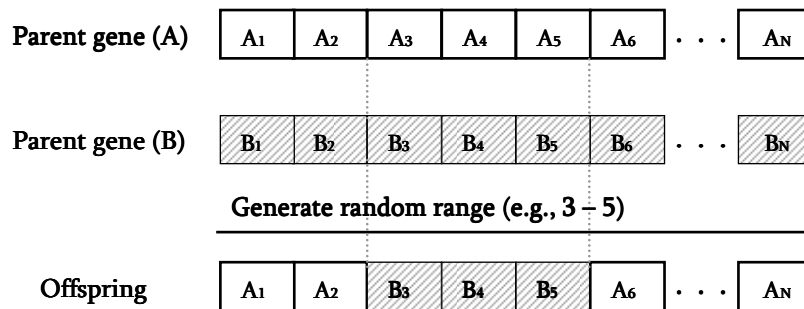 Parent gene (A) A1 A2 A3 A4 A5 A6 . . . AN
Parent gene (B) B1 B2 B3 B4 B5 B6 . . . BN
Generate random range (e.g., 3 – 5)
Offspring A1 A2 B3 B4 B5 A6 . . . AN